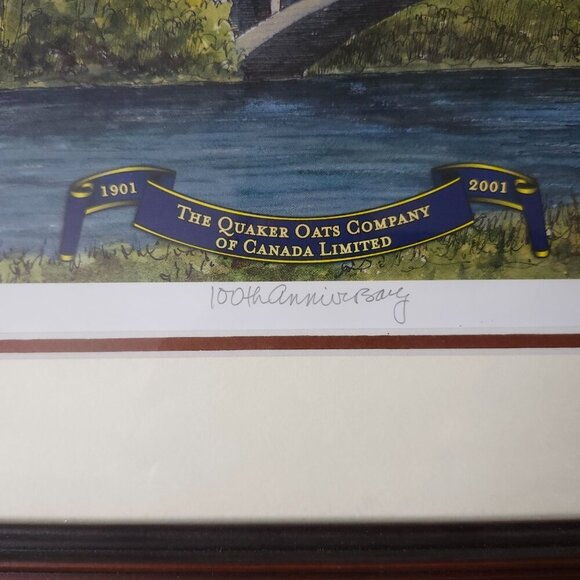 1901
THE QUAKER OATS COMPANY
OF CANADA LIMITED
2001
100th Anniversary